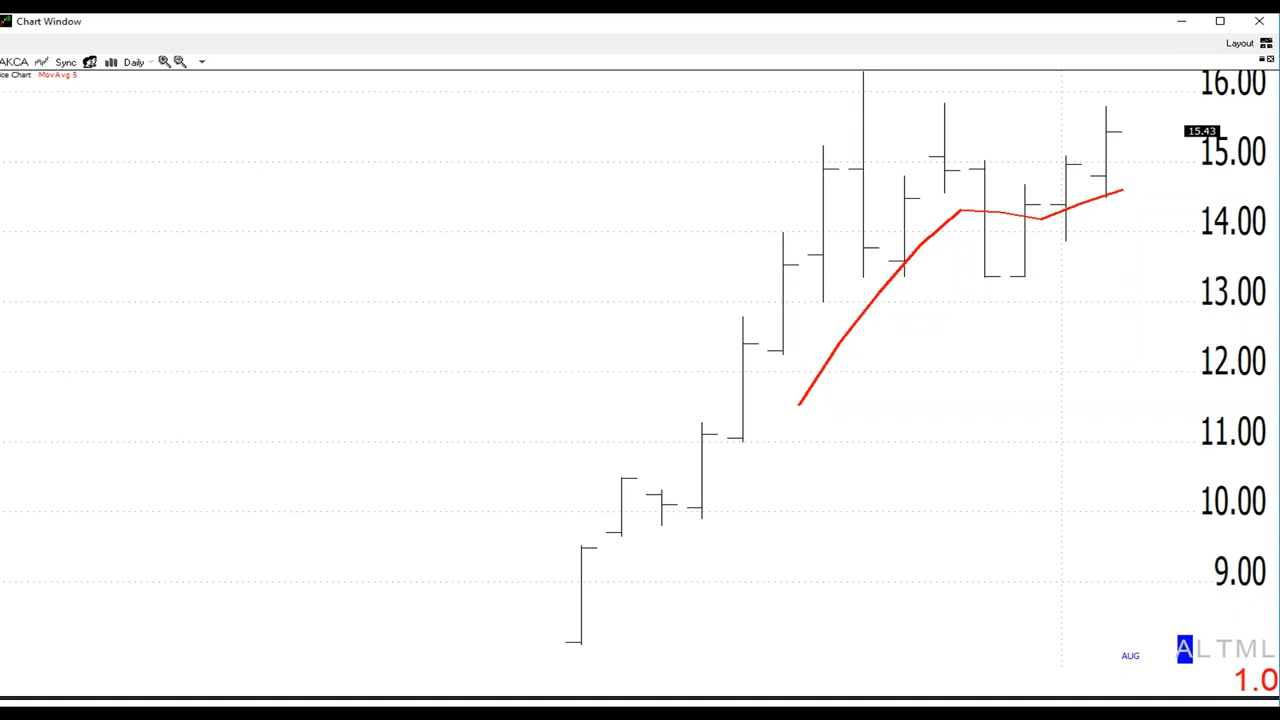 Chart Window
Layout
AKCA Sync Daily
ice Chart MovAvg 5
16.00
15.43
15.00
14.00
13.00
12.00
11.00
10.00
9.00
AUG
ALTML
1.0